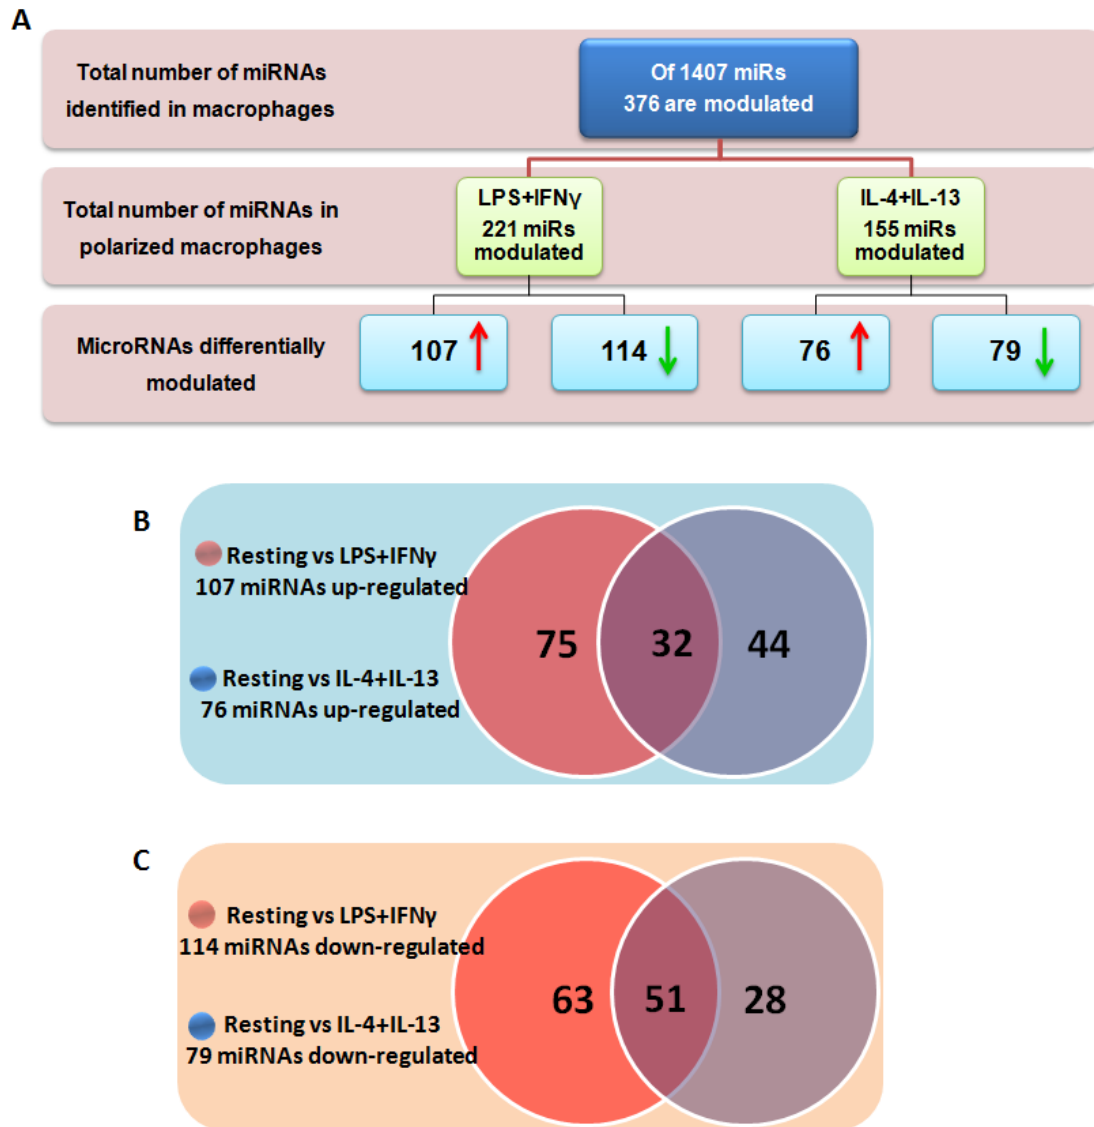 A
Total number of miRNAs
identified in macrophages
Of 1407 miRs
376 are modulated
Total number of miRNAs in
polarized macrophages
LPS+IFNγ
221 miRs
modulated
IL-4+IL-13
155 miRs
modulated
MicroRNAs differentially
modulated
107
114
76
79
B
Resting vs LPS+IFNγ
107 miRNAs up-regulated
Resting vs IL-4+IL-13
76 miRNAs up-regulated
75
32
44
C
Resting vs LPS+IFNγ
114 miRNAs down-regulated
Resting vs IL-4+IL-13
79 miRNAs down-regulated
63
51
28